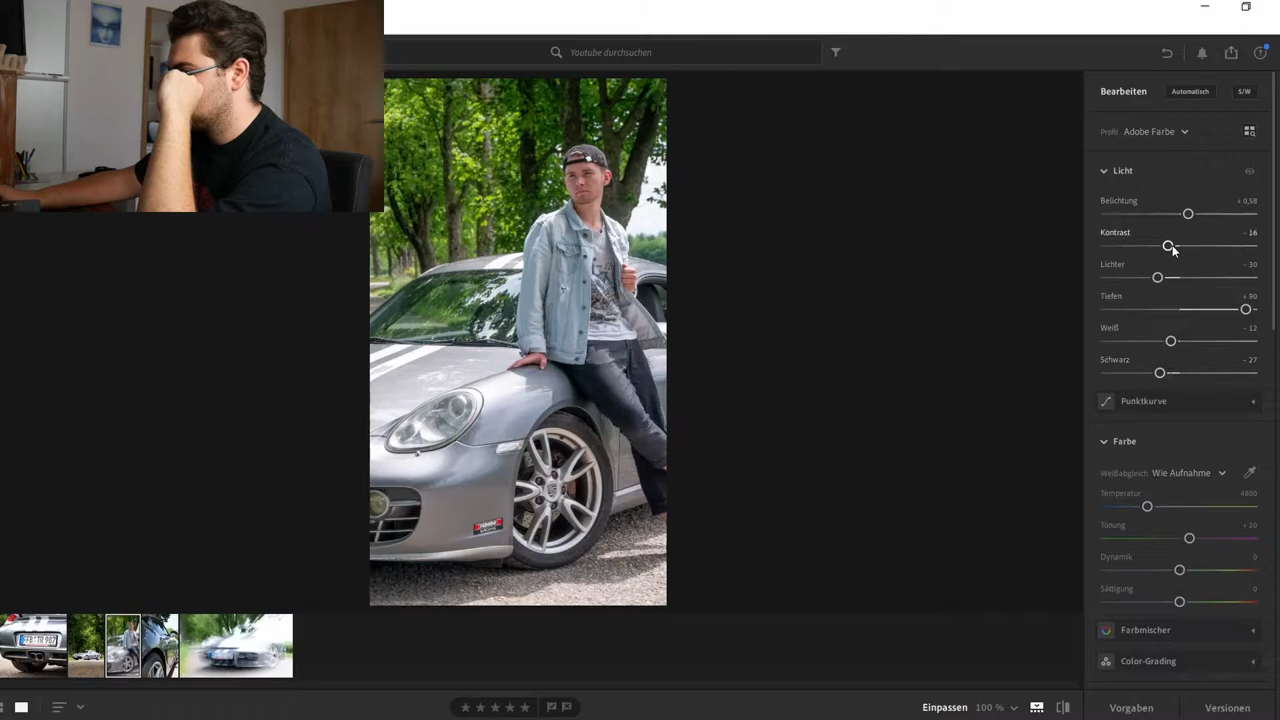 Youtube durchsuchen
Bearbeiten
Automatisch
S/W
Profil Adobe Farbe
Licht
Belichtung + 0,58
Kontrast - 16
Lichter - 30
Tiefen + 90
Weiß - 12
Schwarz - 27
Punktkurve
Farbe
Weißabgleich Wie Aufnahme
Temperatur 4800
Tönung + 20
Dynamik 0
Sättigung 0
Farbmischer
Color-Grading
Einpassen 100 %
Vorgaben
Versionen